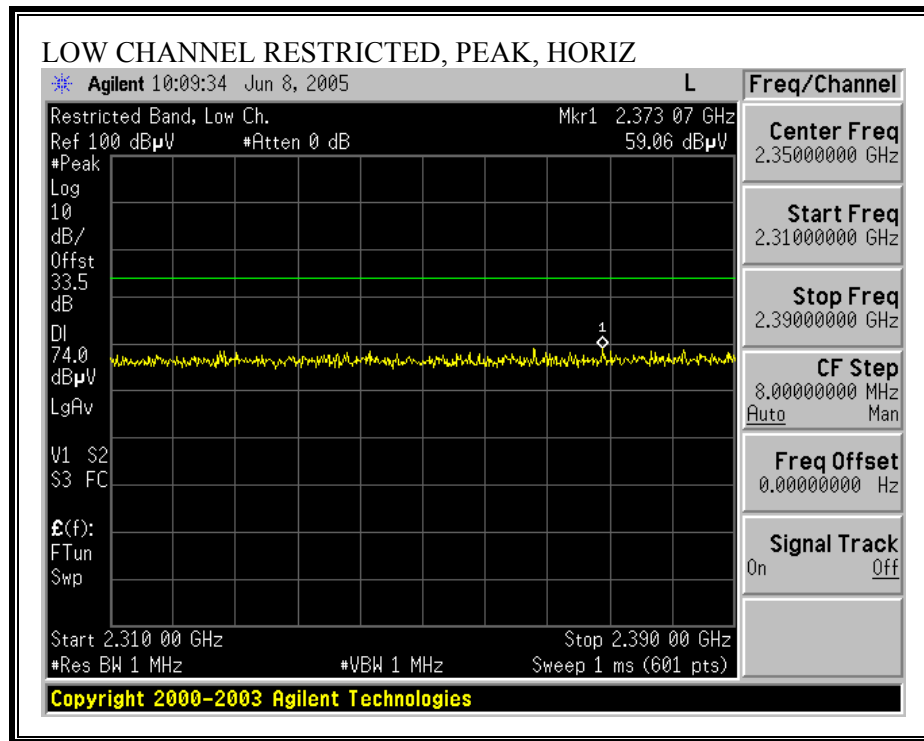 LOW CHANNEL RESTRICTED, PEAK, HORIZ
Agilent 10:09:34 Jun 8, 2005 L
Restricted Band, Low Ch. Mkr1 2.373 07 GHz
Ref 100 dBµV #Atten 0 dB 59.06 dBµV
#Peak
Log
10
dB/
Offst
33.5
dB
DI
74.0
dBµV
LgAv
V1 S2
S3 FC
£(f):
FTun
Swp
1
Start 2.310 00 GHz Stop 2.390 00 GHz
#Res BW 1 MHz #VBW 1 MHz Sweep 1 ms (601 pts)
Copyright 2000-2003 Agilent Technologies
Freq/Channel
Center Freq
2.35000000 GHz
Start Freq
2.31000000 GHz
Stop Freq
2.39000000 GHz
CF Step
8.00000000 MHz
Auto Man
Freq Offset
0.00000000 Hz
Signal Track
On Off